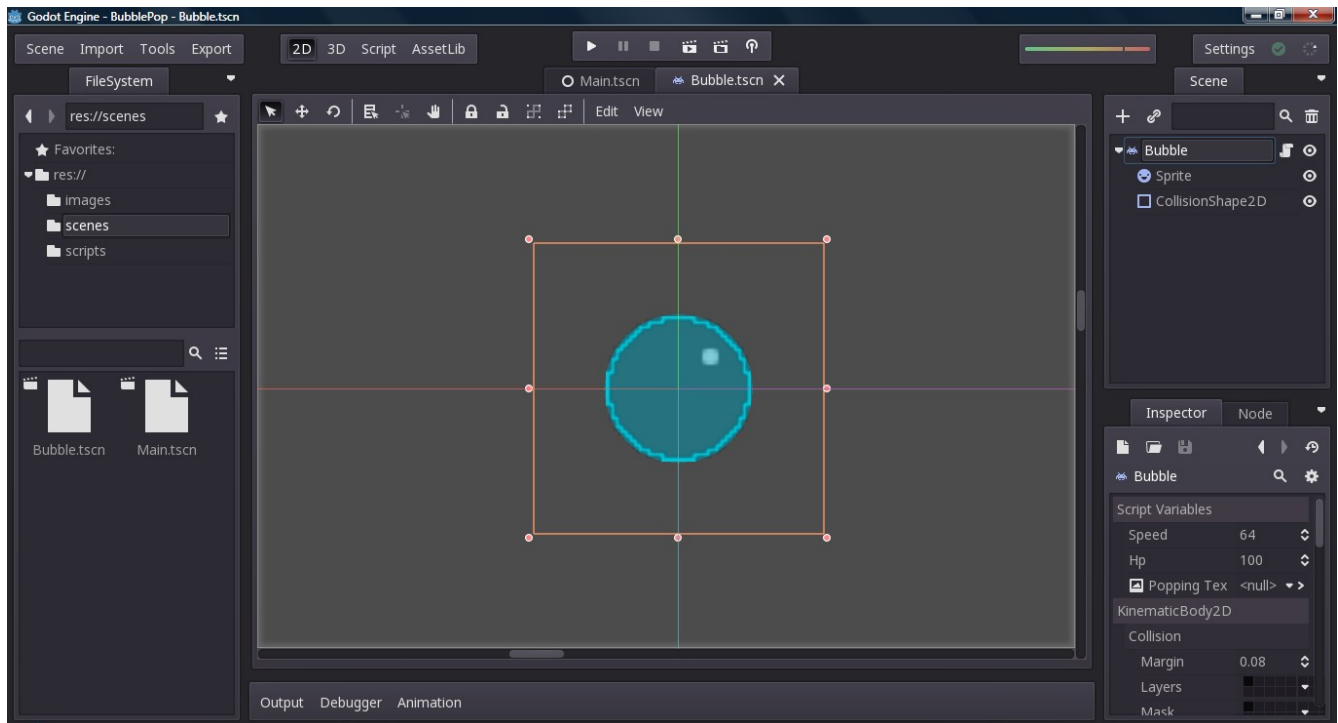 Godot Engine - BubblePop - Bubble.tscn
Scene Import Tools Export
2D 3D Script AssetLib
Settings
FileSystem
Main.tscn
Bubble.tscn
Scene
res://scenes
Edit View
Favorites:
res://
images
scenes
scripts
Bubble
Sprite
CollisionShape2D
Bubble.tscn
Main.tscn
Inspector Node
Bubble
Script Variables
Speed 64
Hp 100
Popping Tex <null>
KinematicBody2D
Collision
Margin 0.08
Layers
Mask
Output Debugger Animation